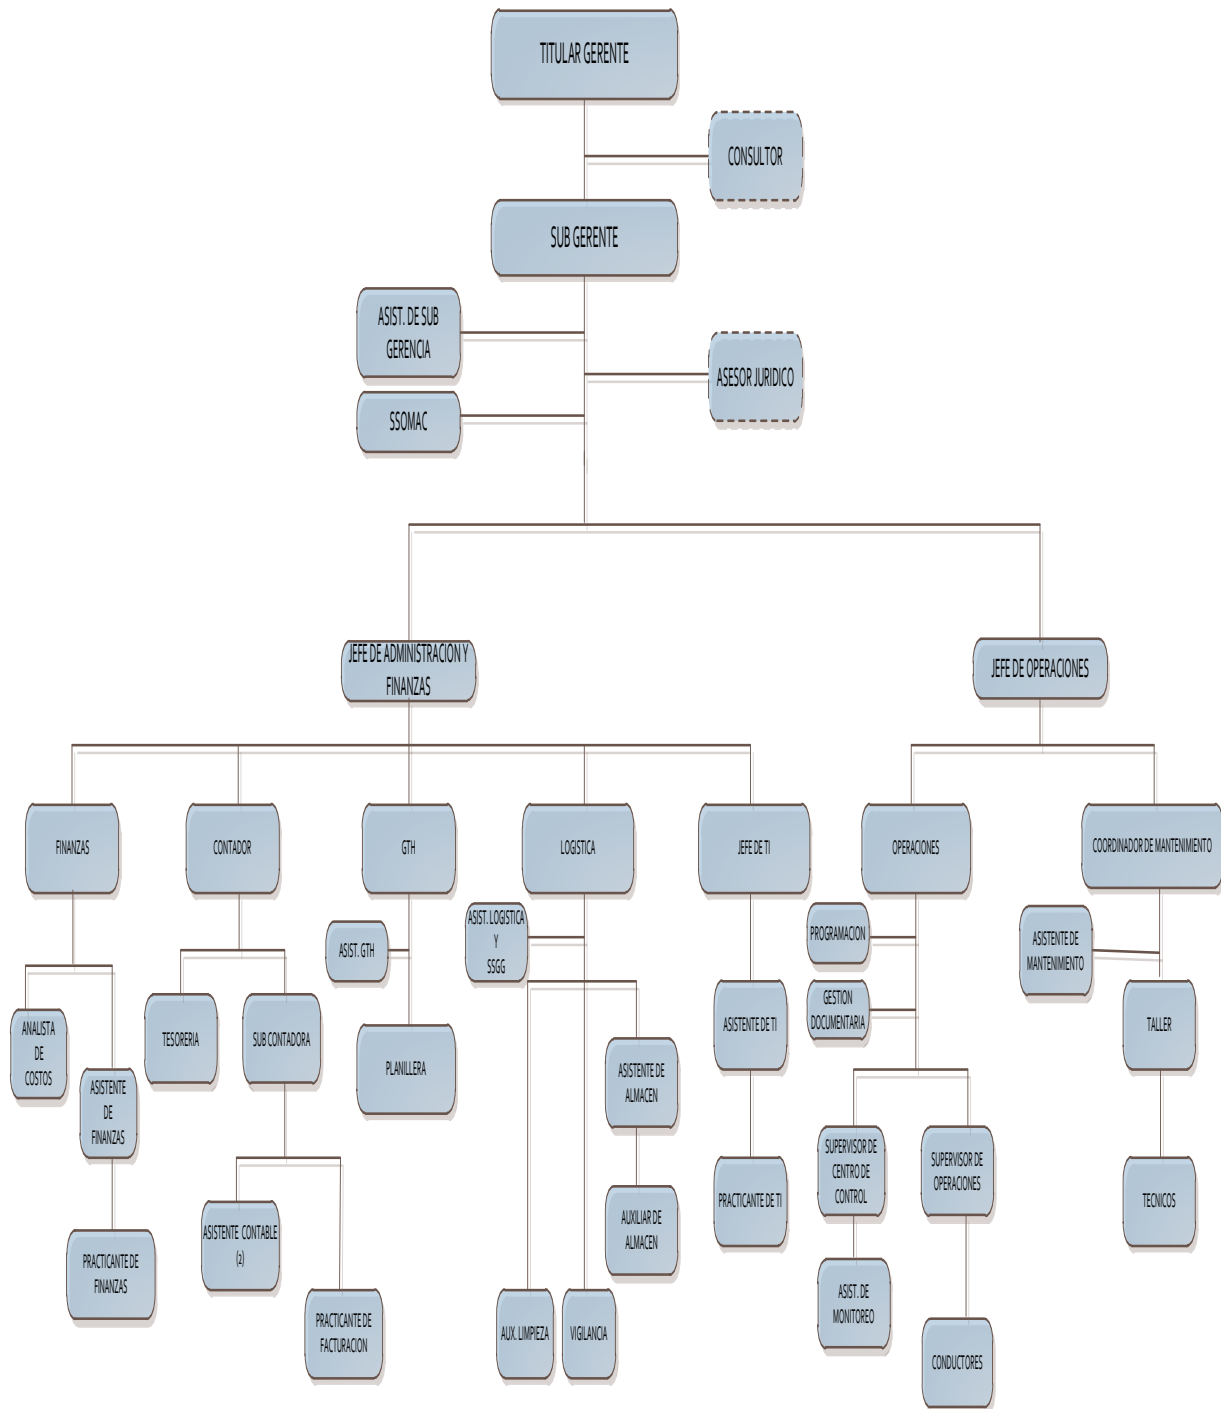 TITULAR GERENTE
CONSULTOR
SUB GERENTE
ASIST. DE SUB
GERENCIA
ASESOR JURIDICO
SSOMAC
JEFE DE ADMINISTRACION Y
FINANZAS
JEFE DE OPERACIONES
FINANZAS
CONTADOR
GTH
LOGISTICA
JEFE DE TI
OPERACIONES
COORDINADOR DE MANTENIMIENTO
ASIST. GTH
ASIST. LOGISTICA
Y
SSGG
PROGRAMACION
ASISTENTE DE
MANTENIMIENTO
GESTION
DOCUMENTARIA
ANALISTA
DE
COSTOS
TESORERIA
SUB CONTADORA
PLANILLERA
ASISTENTE DE TI
TALLER
ASISTENTE
DE
FINANZAS
ASISTENTE DE
ALMACEN
SUPERVISOR DE
CENTRO DE
CONTROL
SUPERVISOR DE
OPERACIONES
PRACTICANTE DE TI
TECNICOS
PRACTICANTE DE
FINANZAS
ASISTENTE CONTABLE
(2)
AUXILIAR DE
ALMACEN
PRACTICANTE DE
FACTURACION
AUX. LIMPIEZA
VIGILANCIA
ASIST. DE
MONITOREO
CONDUCTORES